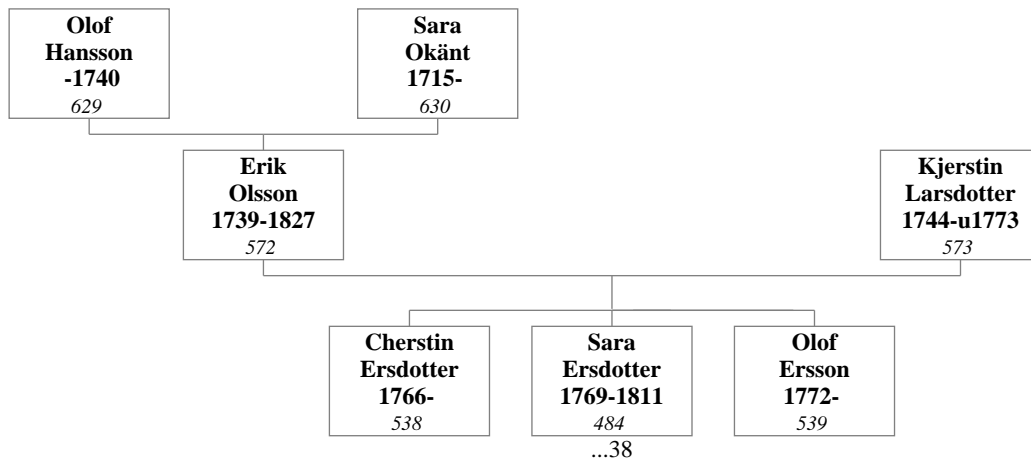 Olof
Hansson
-1740
629
Sara
Okänt
1715-
630
Erik
Olsson
1739-1827
572
Kjerstin
Larsdotter
1744-u1773
573
Cherstin
Ersdotter
1766-
538
Sara
Ersdotter
1769-1811
484
...38
Olof
Ersson
1772-
539